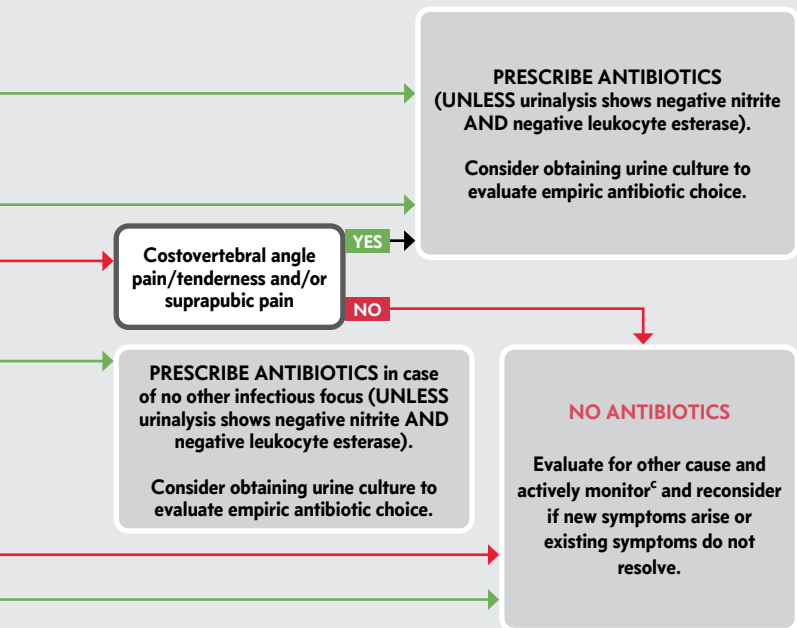 PRESCRIBE ANTIBIOTICS
(UNLESS urinalysis shows negative nitrite
AND negative leukocyte esterase).
Consider obtaining urine culture to
evaluate empiric antibiotic choice.
Costovertebral angle
pain/tenderness and/or
suprapubic pain
YES
NO
PRESCRIBE ANTIBIOTICS in case
of no other infectious focus (UNLESS
urinalysis shows negative nitrite AND
negative leukocyte esterase).
Consider obtaining urine culture to
evaluate empiric antibiotic choice.
NO ANTIBIOTICS
Evaluate for other cause and
actively monitorᶜ and reconsider
if new symptoms arise or
existing symptoms do not
resolve.